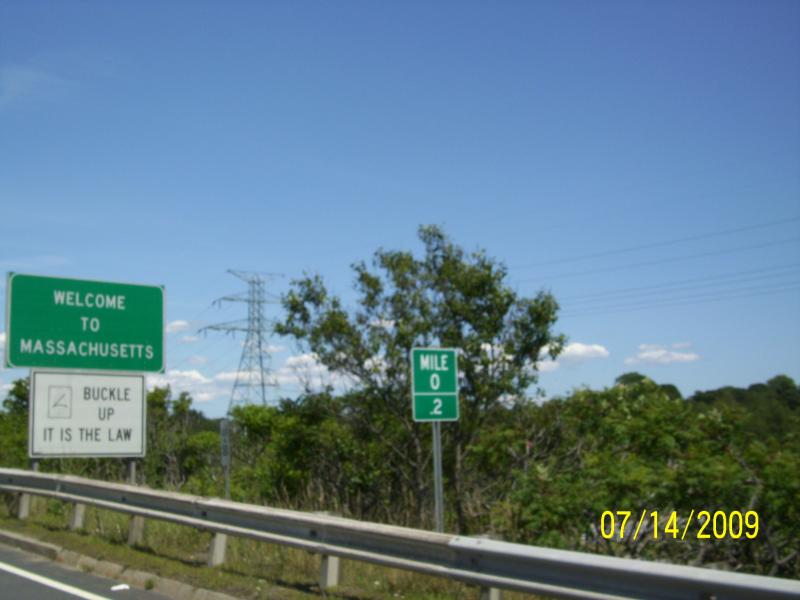 WELCOME
TO
MASSACHUSETTS
BUCKLE
UP
IT IS THE LAW
MILE
0
.2
07/14/2009